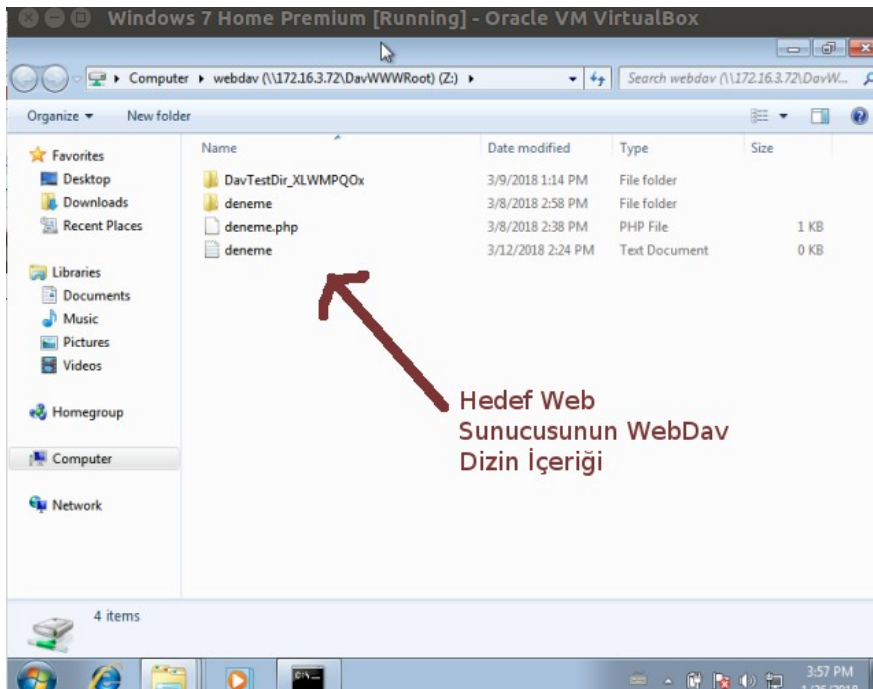 Windows 7 Home Premium [Running] - Oracle VM VirtualBox
Computer webdav (\\172.16.3.72\DavWWWRoot) (Z:)
Search webdav (\\172.16.3.72\DavW...
Organize New folder
Name Date modified Type Size
Favorites
Desktop
Downloads
Recent Places
Libraries
Documents
Music
Pictures
Videos
Homegroup
Computer
Network
DavTestDir_XLWMPQOx 3/9/2018 1:14 PM File folder
deneme 3/8/2018 2:58 PM File folder
deneme.php 3/8/2018 2:38 PM PHP File 1 KB
deneme 3/12/2018 2:24 PM Text Document 0 KB
Hedef Web
Sunucusunun WebDav
Dizin İçeriği
4 items
3:57 PM